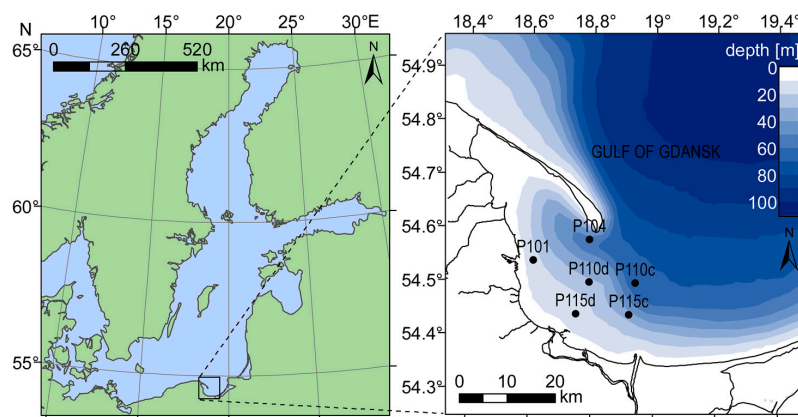 N
65°
60°
55°
10°
15°
20°
25°
30°
0 260 520
km
N
18,4° 18,6° 18,8° 19° 19,2° 19,4°
54.9°
54.8°
54.7°
54.6°
54.5°
54.4°
54.3°
depth [m]
0
20
40
60
80
100
N
GULF OF GDANSK
P104
P101
P110d P110c
P115d P115c
0 10 20
km